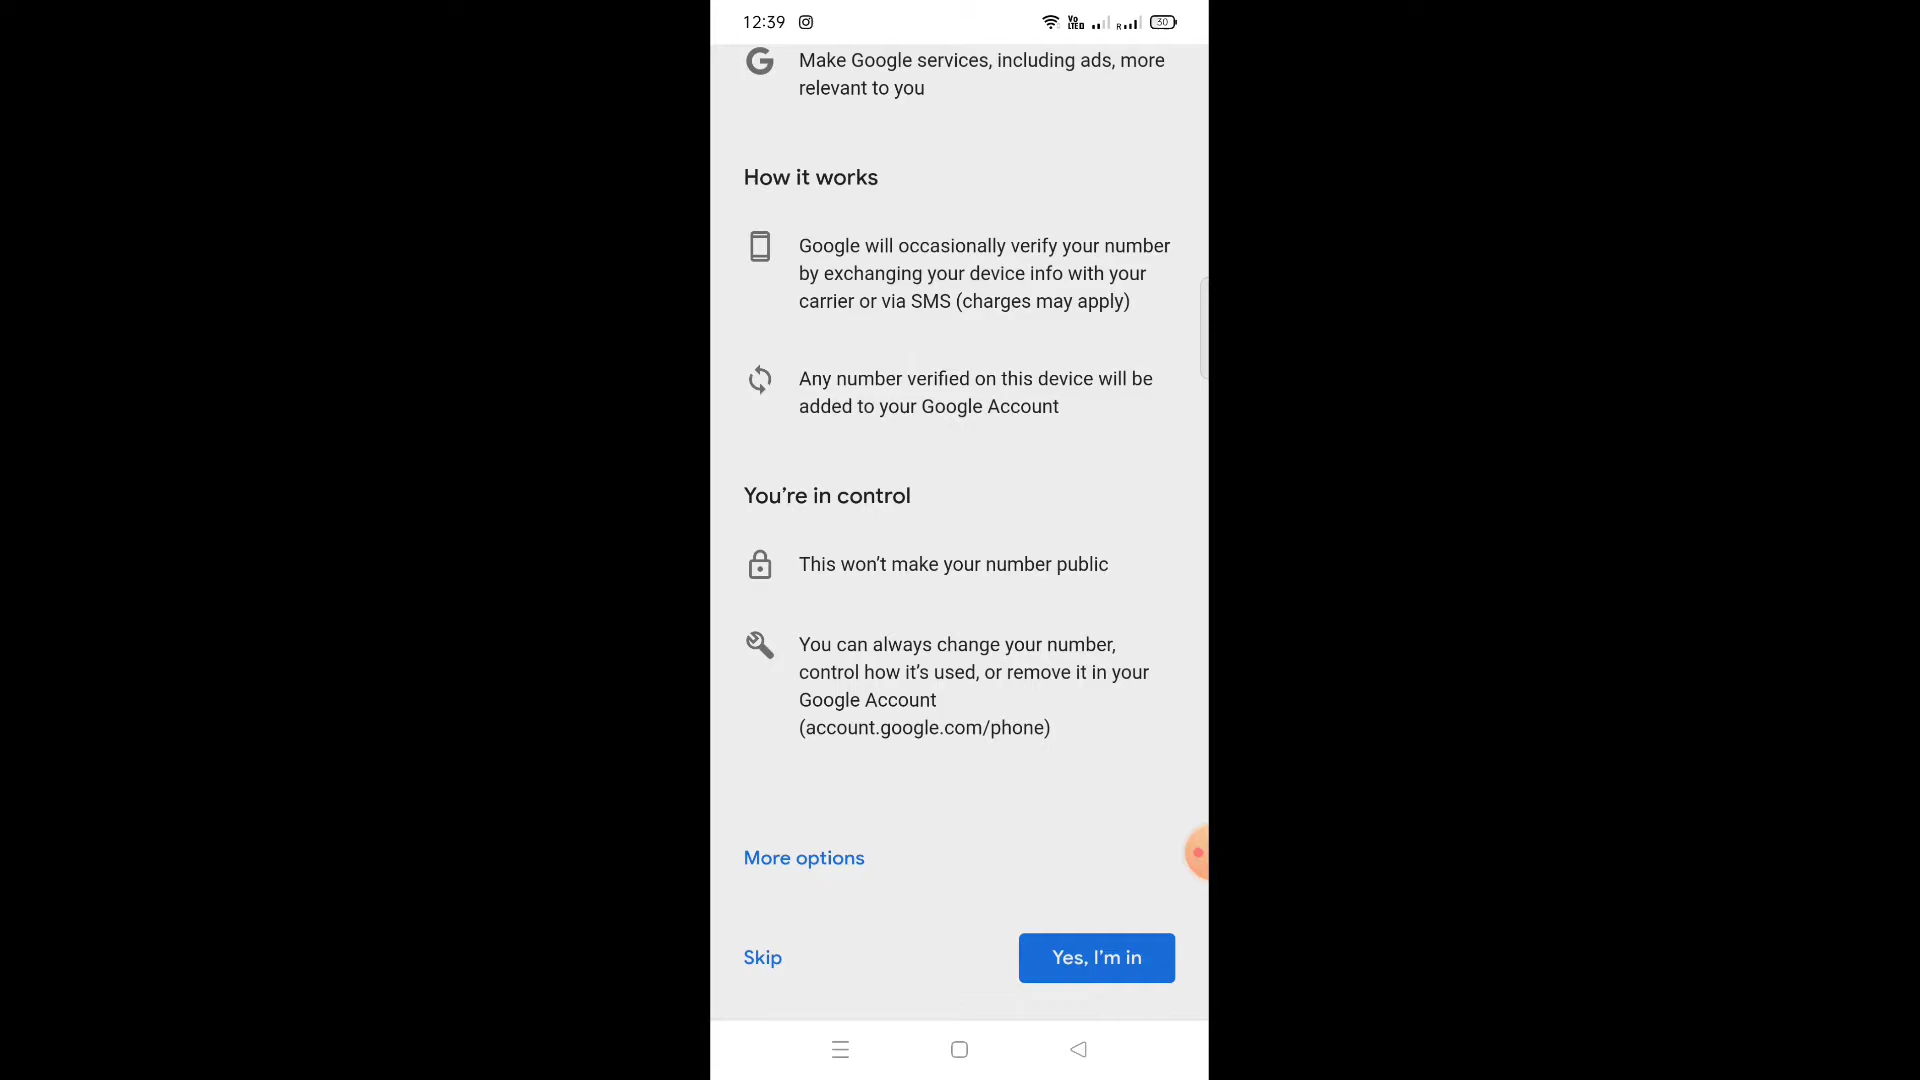 12:39
Vo
LTE
R
30
Make Google services, including ads, more
relevant to you
How it works
Google will occasionally verify your number
by exchanging your device info with your
carrier or via SMS (charges may apply)
Any number verified on this device will be
added to your Google Account
You’re in control
This won’t make your number public
You can always change your number,
control how it’s used, or remove it in your
Google Account
(account.google.com/phone)
More options
Skip
Yes, I’m in